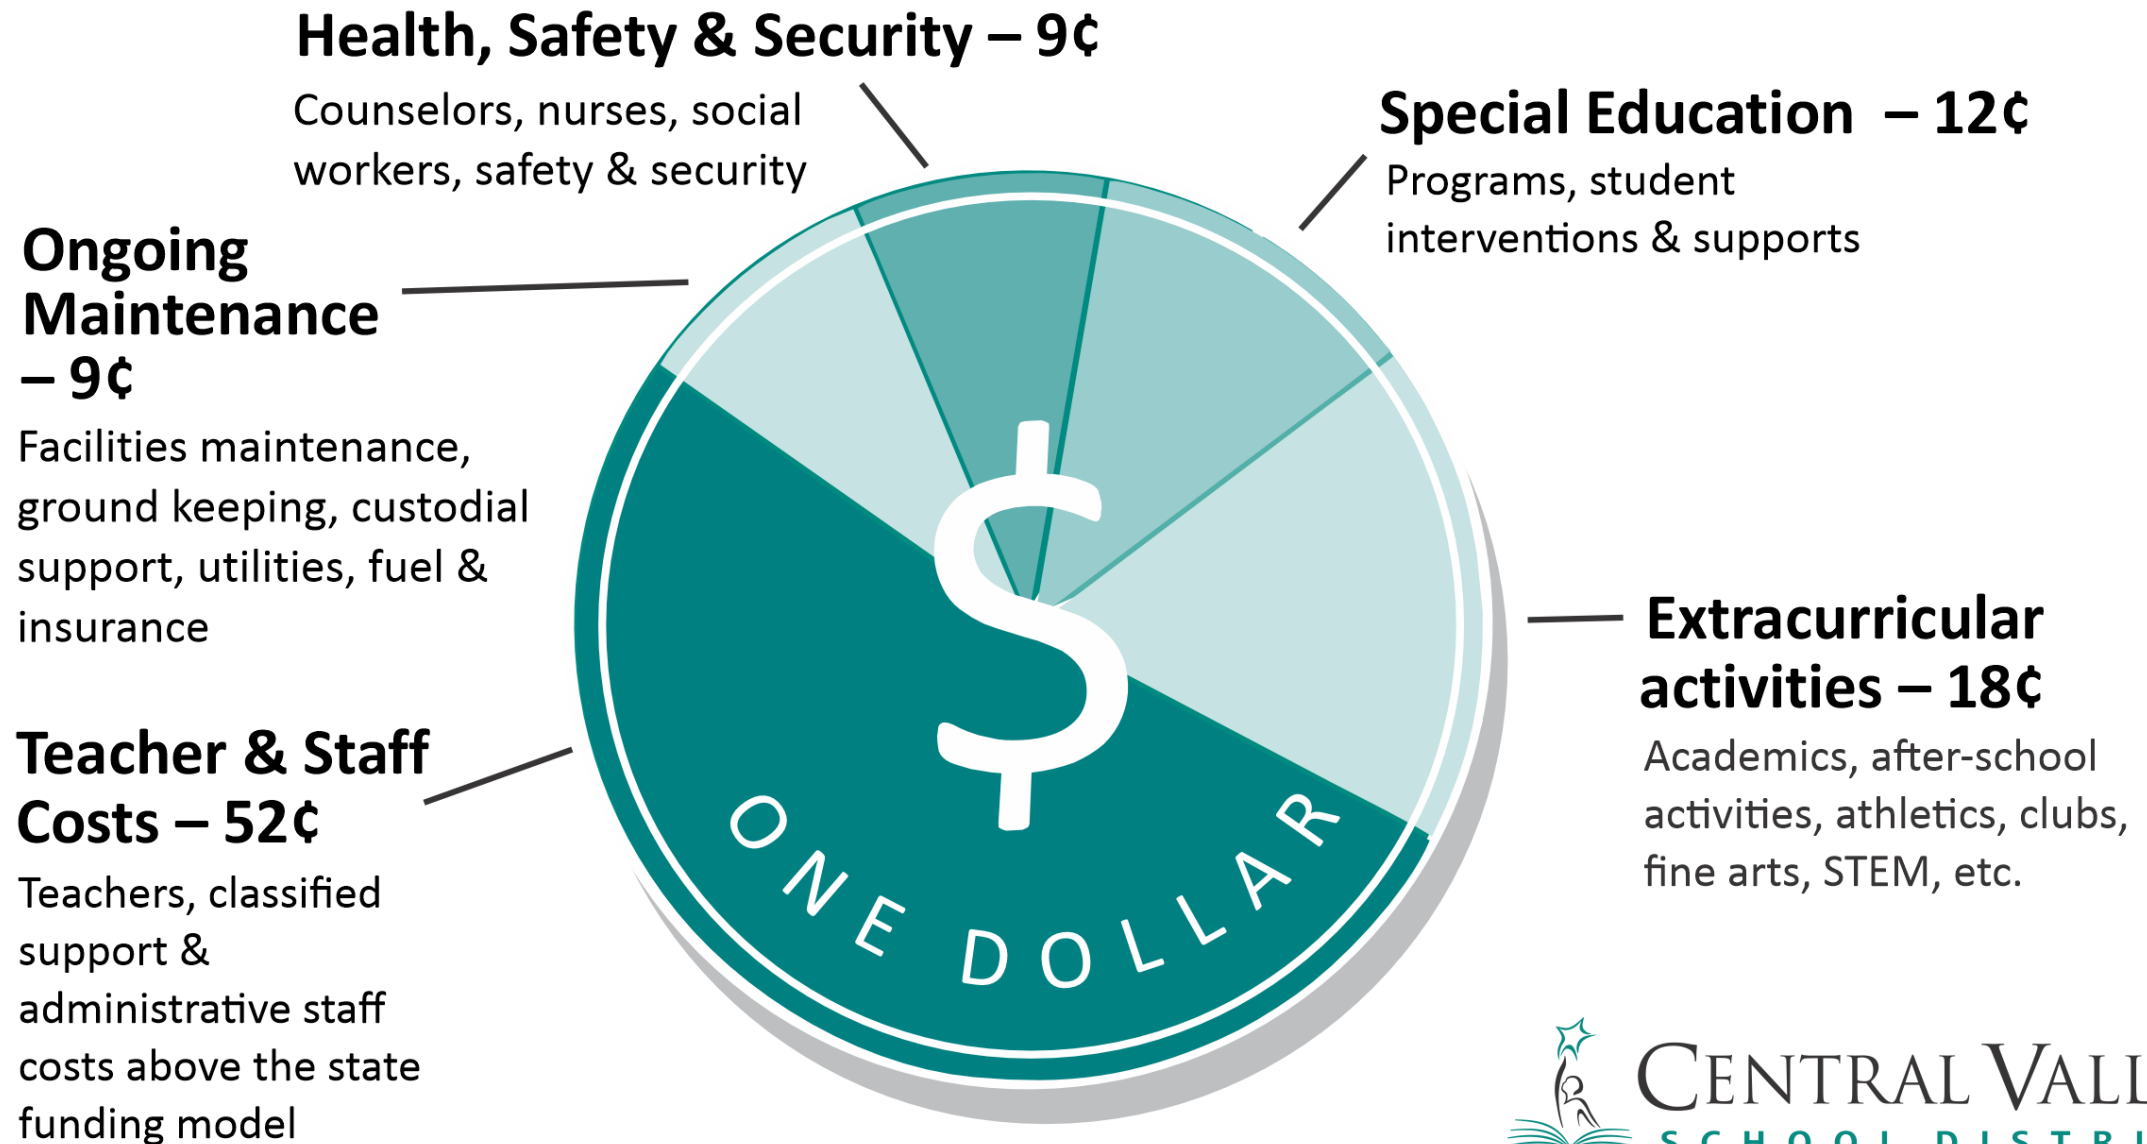 Health, Safety & Security – 9¢
Counselors, nurses, social
workers, safety & security
Special Education – 12¢
Programs, student
interventions & supports
Ongoing
Maintenance
– 9¢
Facilities maintenance,
ground keeping, custodial
support, utilities, fuel &
insurance
Extracurricular
activities – 18¢
Academics, after-school
activities, athletics, clubs,
fine arts, STEM, etc.
Teacher & Staff
Costs – 52¢
Teachers, classified
support &
administrative staff
costs above the state
funding model
$
ONE DOLLAR
CENTRAL VALL
SCHOOL DISTRI